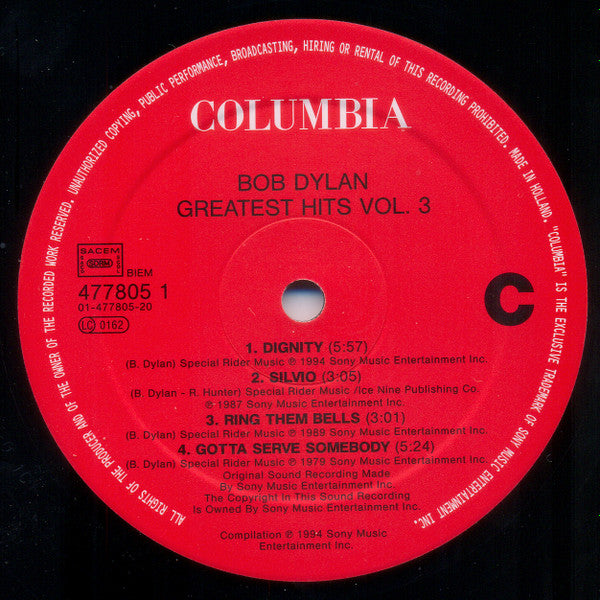 ALL RIGHTS OF THE PRODUCER AND OF THE OWNER OF THE RECORDED WORK RESERVED. UNAUTHORIZED COPYING, PUBLIC PERFORMANCE, BROADCASTING, HIRING OR RENTAL OF THIS RECORDING PROHIBITED. MADE IN HOLLAND. "COLUMBIA" IS THE EXCLUSIVE TRADEMARK OF SONY MUSIC ENTERTAINMENT INC.
COLUMBIA
BOB DYLAN
GREATEST HITS VOL. 3
SACEM
SDRM
BIEM
477805 1
01-477805-20
LC 0162
C
1. DIGNITY (5:57)
(B. Dylan) Special Rider Music ℗ 1994 Sony Music Entertainment Inc.
2. SILVIO (3:05)
(B. Dylan - R. Hunter) Special Rider Music /Ice Nine Publishing Co.
℗ 1987 Sony Music Entertainment Inc.
3. RING THEM BELLS (3:01)
(B. Dylan) Special Rider Music ℗ 1989 Sony Music Entertainment Inc.
4. GOTTA SERVE SOMEBODY (5:24)
(B. Dylan) Special Rider Music ℗ 1979 Sony Music Entertainment Inc.
Original Sound Recording Made
By Sony Music Entertainment Inc.
The Copyright In This Sound Recording
Is Owned By Sony Music Entertainment Inc.
Compilation ℗ 1994 Sony Music
Entertainment Inc.